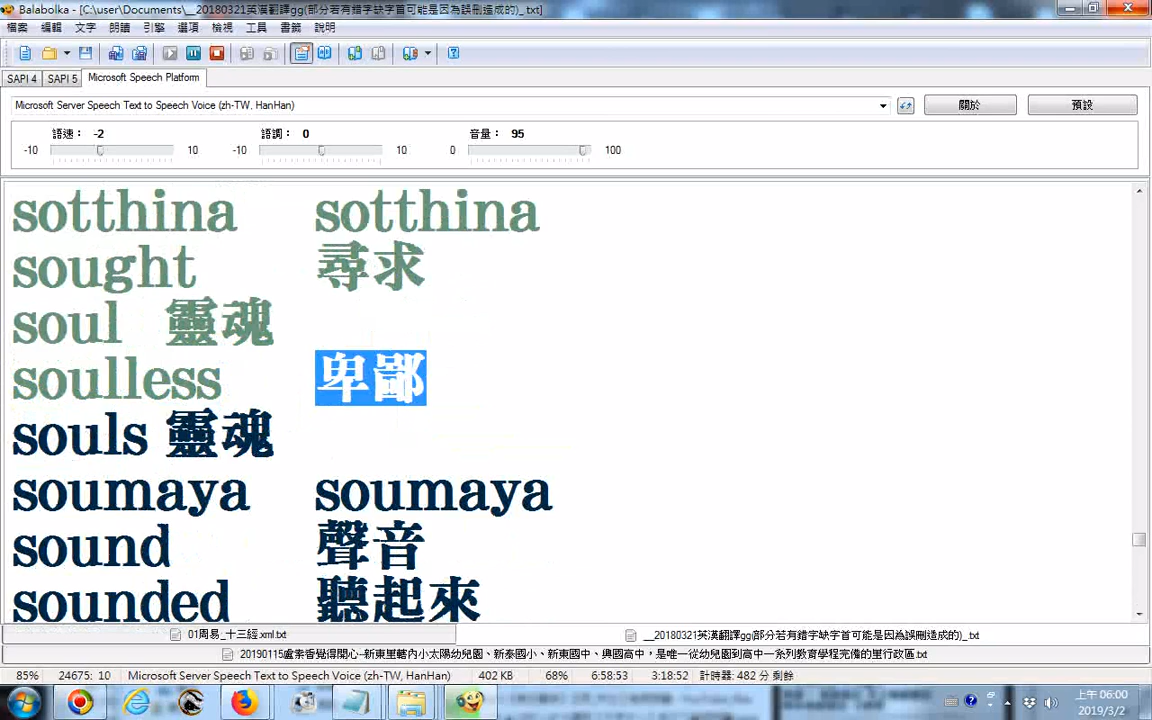 Balabolka - [C:\user\Documents\__20180321英漢翻譯gg(部分若有錯字缺字首可能是因為誤刪造成的)_.txt]
檔案 編輯 文字 朗讀 引擎 選項 檢視 工具 書籤 說明
SAPI 4 SAPI 5 Microsoft Speech Platform
Microsoft Server Speech Text to Speech Voice (zh-TW, HanHan) 關於 預設
語速： -2 語調： 0 音量： 95
-10 10 -10 10 0 100
sotthina sotthina
sought 尋求
soul 靈魂
soulless 卑鄙
souls 靈魂
soumaya soumaya
sound 聲音
sounded 聽起來
01周易_十三經.xml.txt __20180321英漢翻譯gg(部分若有錯字缺字首可能是因為誤刪造成的)_.txt
20190115盧素香覺得開心--新東里轄內小太陽幼兒園、新泰國小、新東國中、興國高中，是唯一從幼兒園到高中一系列教育學程完備的里行政區.txt
85% 24675: 10 Microsoft Server Speech Text to Speech Voice (zh-TW, HanHan) 402 KB 68% 6:58:53 3:18:52 計時器: 482 分 剩餘
上午 06:00
2019/3/2